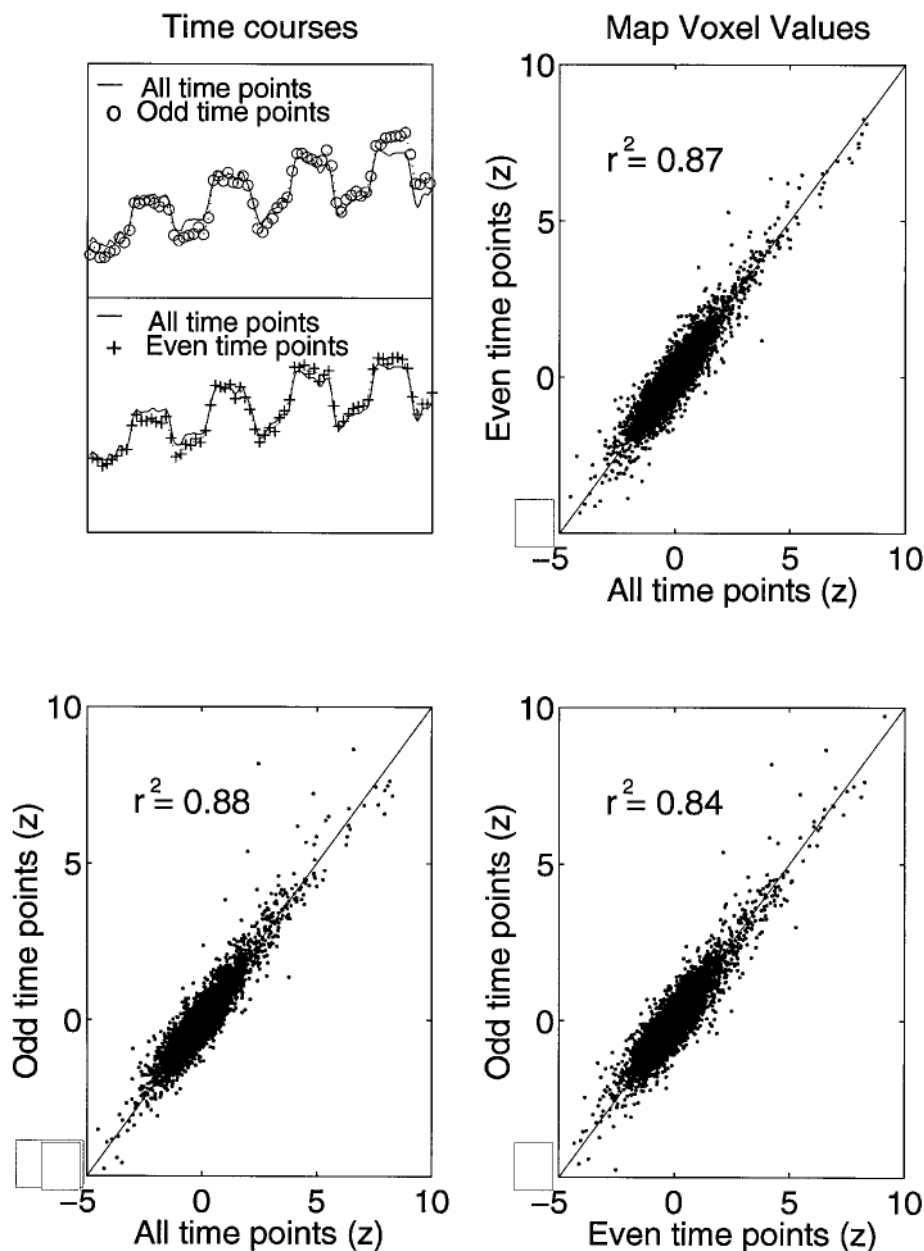 Time courses
Map Voxel Values
All time points
Odd time points
All time points
Even time points
10
5
0
Even time points (z)
r² = 0.87
−5 0 5 10
All time points (z)
10
5
0
Odd time points (z)
r² = 0.88
−5 0 5 10
All time points (z)
10
5
0
Odd time points (z)
r² = 0.84
−5 0 5 10
Even time points (z)